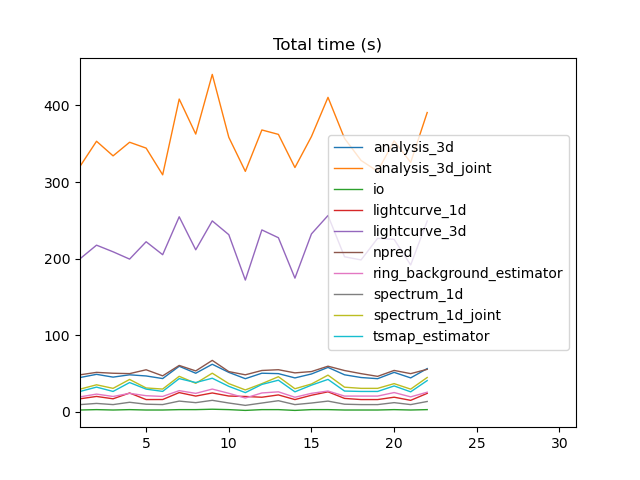 Total time (s)
400
300
200
100
0
5
10
15
20
25
30
analysis_3d
analysis_3d_joint
io
lightcurve_1d
lightcurve_3d
npred
ring_background_estimator
spectrum_1d
spectrum_1d_joint
tsmap_estimator